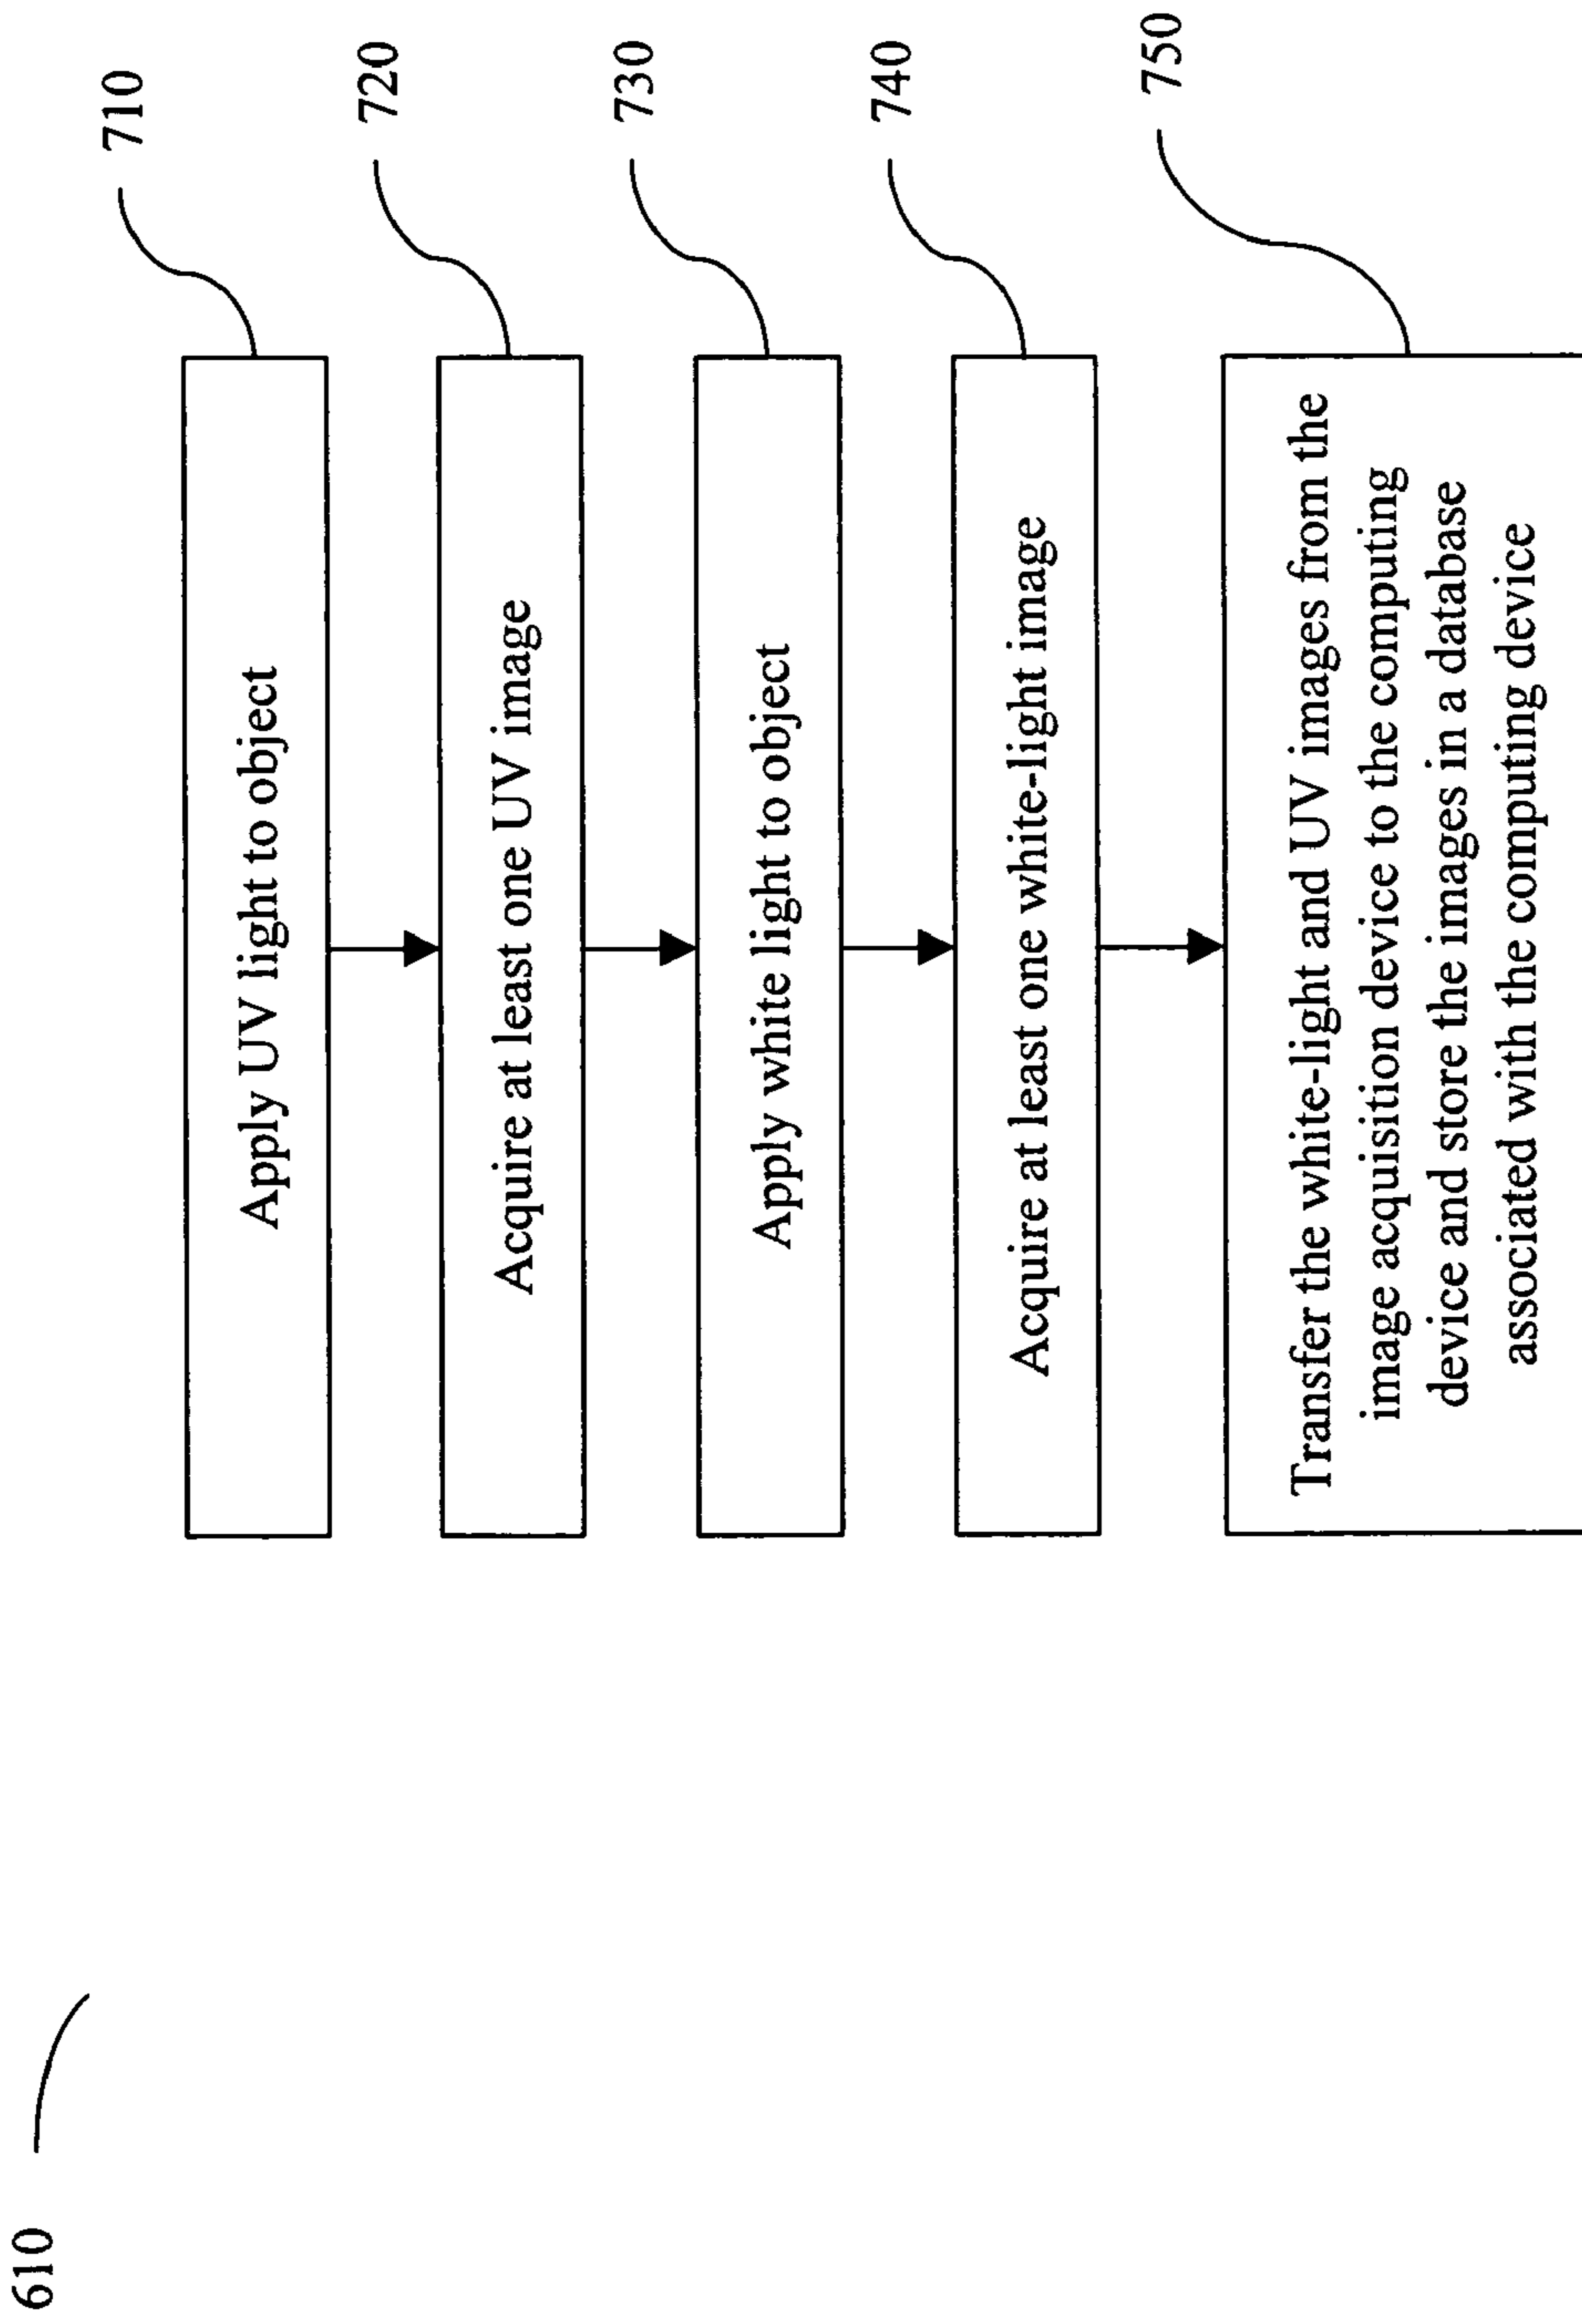 610
710
Apply UV light to object
720
Acquire at least one UV image
730
Apply white light to object
740
Acquire at least one white-light image
750
Transfer the white-light and UV images from the
image acquisition device to the computing
device and store the images in a database
associated with the computing device